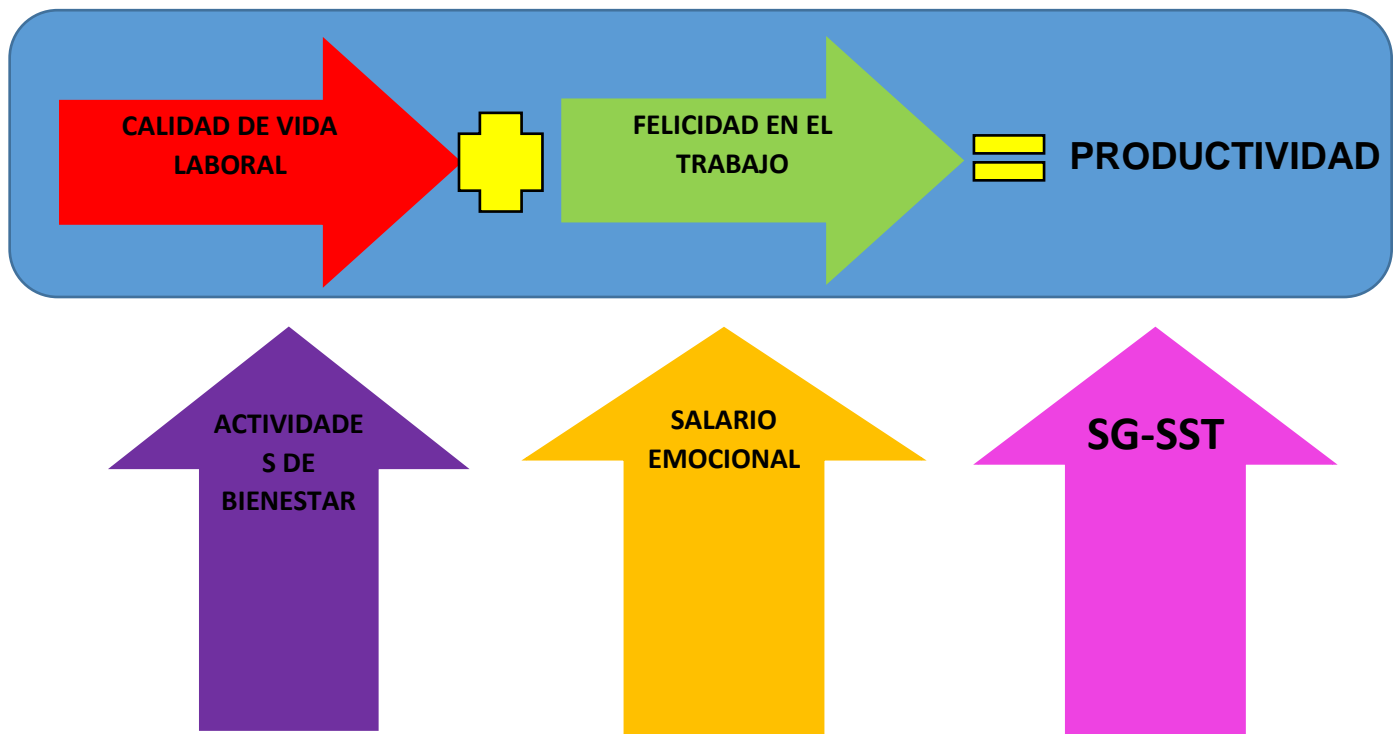 CALIDAD DE VIDA
LABORAL
FELICIDAD EN EL
TRABAJO
PRODUCTIVIDAD
ACTIVIDADE
S DE
BIENESTAR
SALARIO
EMOCIONAL
SG-SST